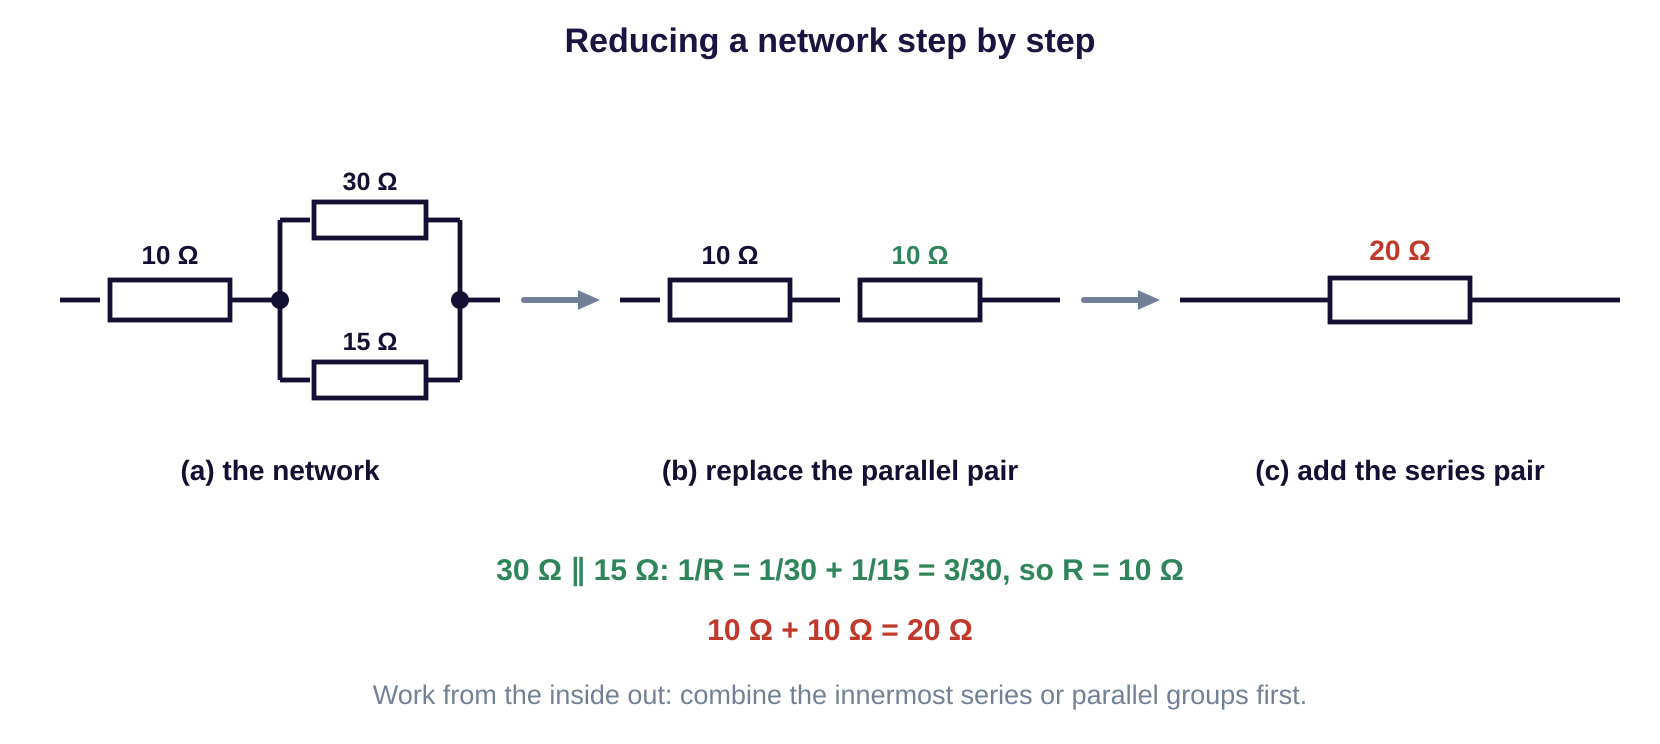 Reducing a network step by step
30 Ω
10 Ω
15 Ω
10 Ω
10 Ω
20 Ω
(a) the network
(b) replace the parallel pair
(c) add the series pair
30 Ω ∥ 15 Ω: 1/R = 1/30 + 1/15 = 3/30, so R = 10 Ω
10 Ω + 10 Ω = 20 Ω
Work from the inside out: combine the innermost series or parallel groups first.